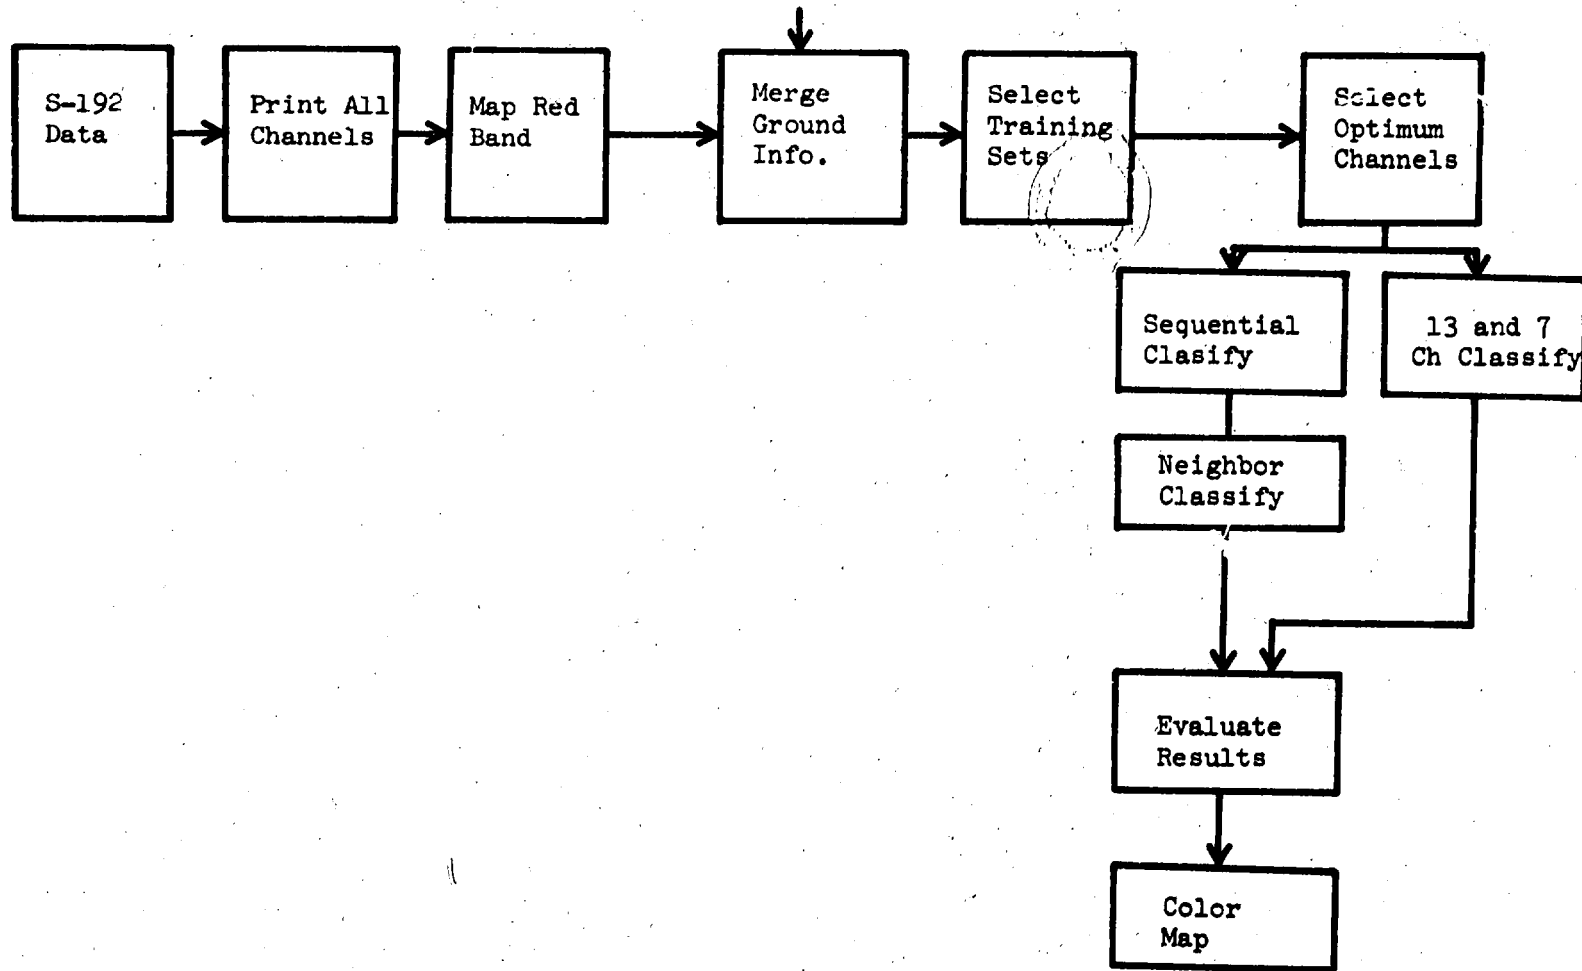 S-192
Data
Print All
Channels
Map Red
Band
Merge
Ground
Info.
Select
Training
Sets
Select
Optimum
Channels
Sequential
Clasify
13 and 7
Ch Classify
Neighbor
Classify
Evaluate
Results
Color
Map